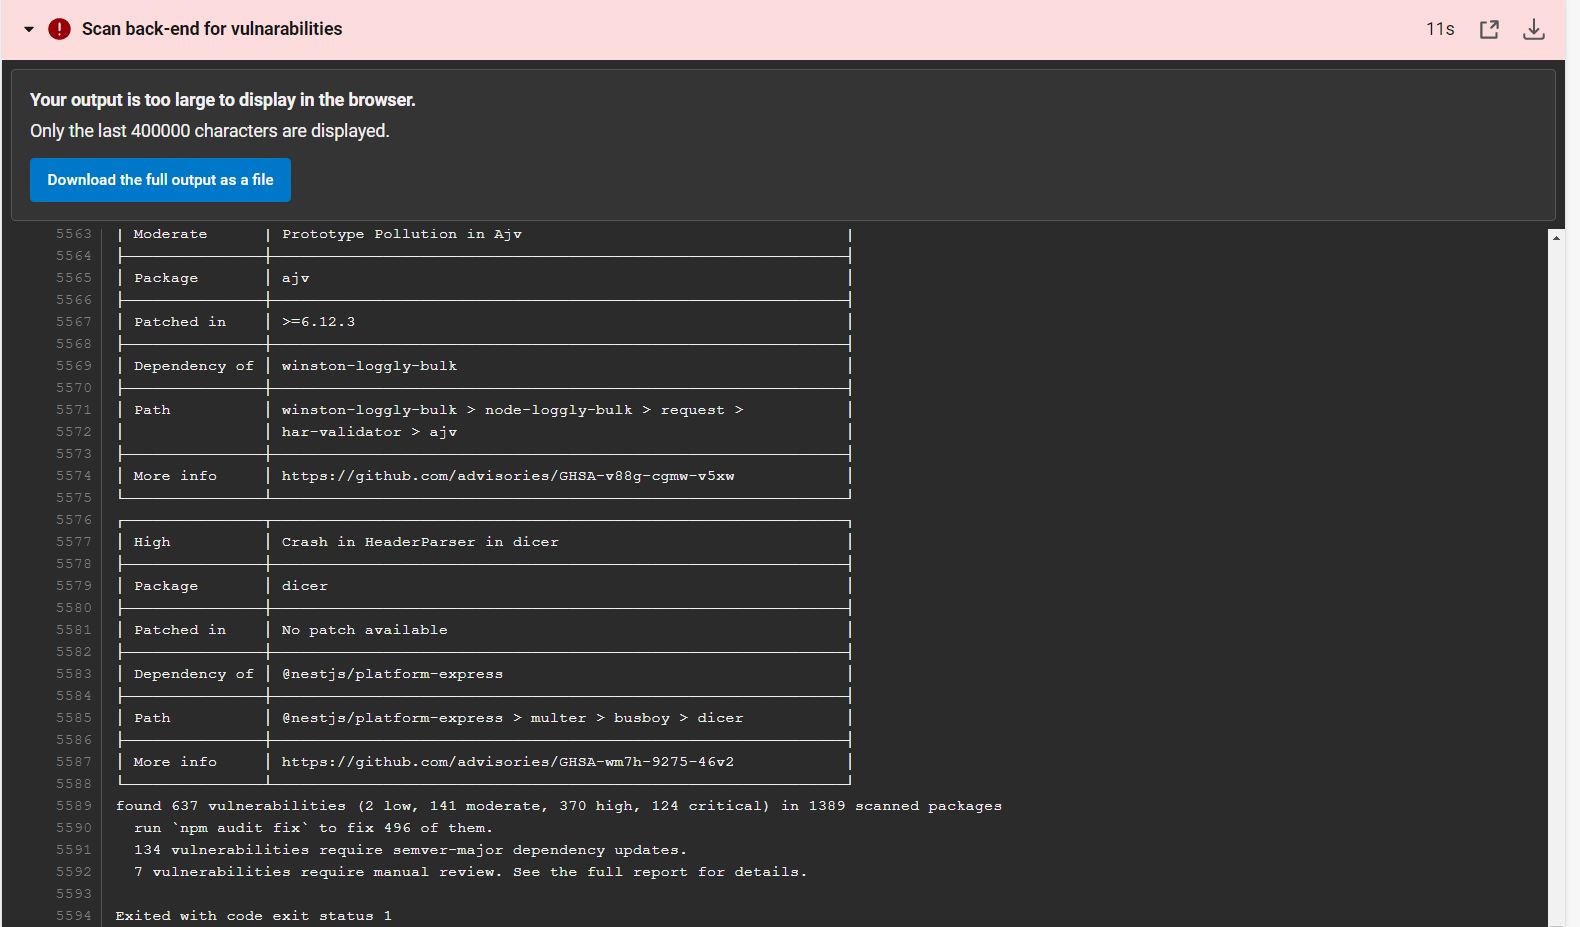 Scan back-end for vulnarabilities
11s
Your output is too large to display in the browser.
Only the last 400000 characters are displayed.
Download the full output as a file
5563 | Moderate | Prototype Pollution in Ajv |
5564
5565 | Package | ajv |
5566
5567 | Patched in | >=6.12.3 |
5568
5569 | Dependency of | winston-loggly-bulk |
5570
5571 | Path | winston-loggly-bulk > node-loggly-bulk > request > |
5572 | | har-validator > ajv |
5573
5574 | More info | https://github.com/advisories/GHSA-v88g-cgmw-v5xw |
5575
5576
5577 | High | Crash in HeaderParser in dicer |
5578
5579 | Package | dicer |
5580
5581 | Patched in | No patch available |
5582
5583 | Dependency of | @nestjs/platform-express |
5584
5585 | Path | @nestjs/platform-express > multer > busboy > dicer |
5586
5587 | More info | https://github.com/advisories/GHSA-wm7h-9275-46v2 |
5588
5589 found 637 vulnerabilities (2 low, 141 moderate, 370 high, 124 critical) in 1389 scanned packages
5590 run `npm audit fix` to fix 496 of them.
5591 134 vulnerabilities require semver-major dependency updates.
5592 7 vulnerabilities require manual review. See the full report for details.
5593
5594 Exited with code exit status 1